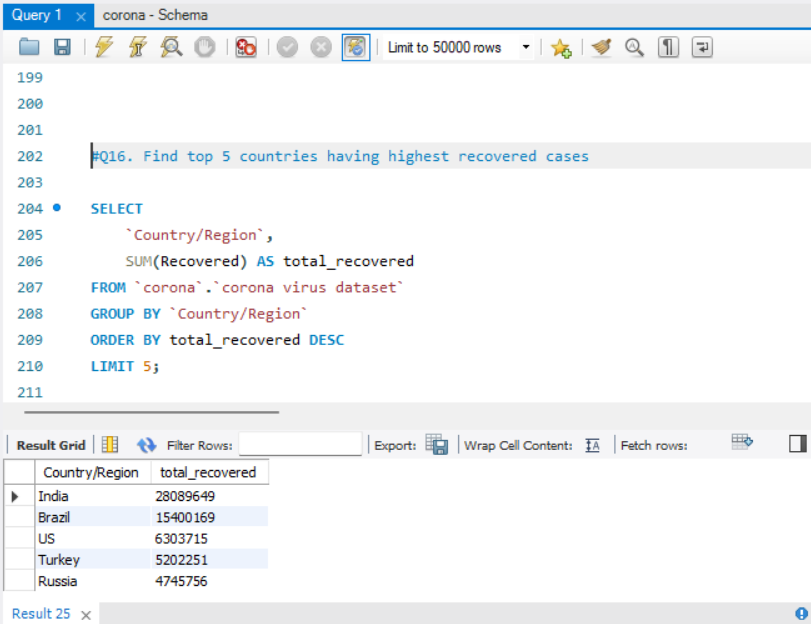 Query 1 × corona - Schema
Limit to 50000 rows
199
200
201
202 #Q16. Find top 5 countries having highest recovered cases
203
204 SELECT
205 `Country/Region`,
206 SUM(Recovered) AS total_recovered
207 FROM `corona`.`corona virus dataset`
208 GROUP BY `Country/Region`
209 ORDER BY total_recovered DESC
210 LIMIT 5;
211
Result Grid Filter Rows: Export: Wrap Cell Content: IA Fetch rows:
Country/Region total_recovered
India 28089649
Brazil 15400169
US 6303715
Turkey 5202251
Russia 4745756
Result 25 ×